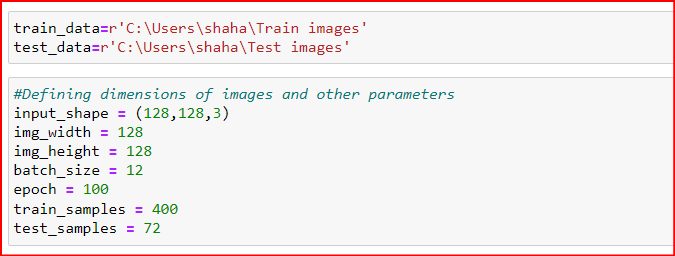 train_data=r'C:\Users\shaha\Train images'
test_data=r'C:\Users\shaha\Test images'
#Defining dimensions of images and other parameters
input_shape = (128,128,3)
img_width = 128
img_height = 128
batch_size = 12
epoch = 100
train_samples = 400
test_samples = 72